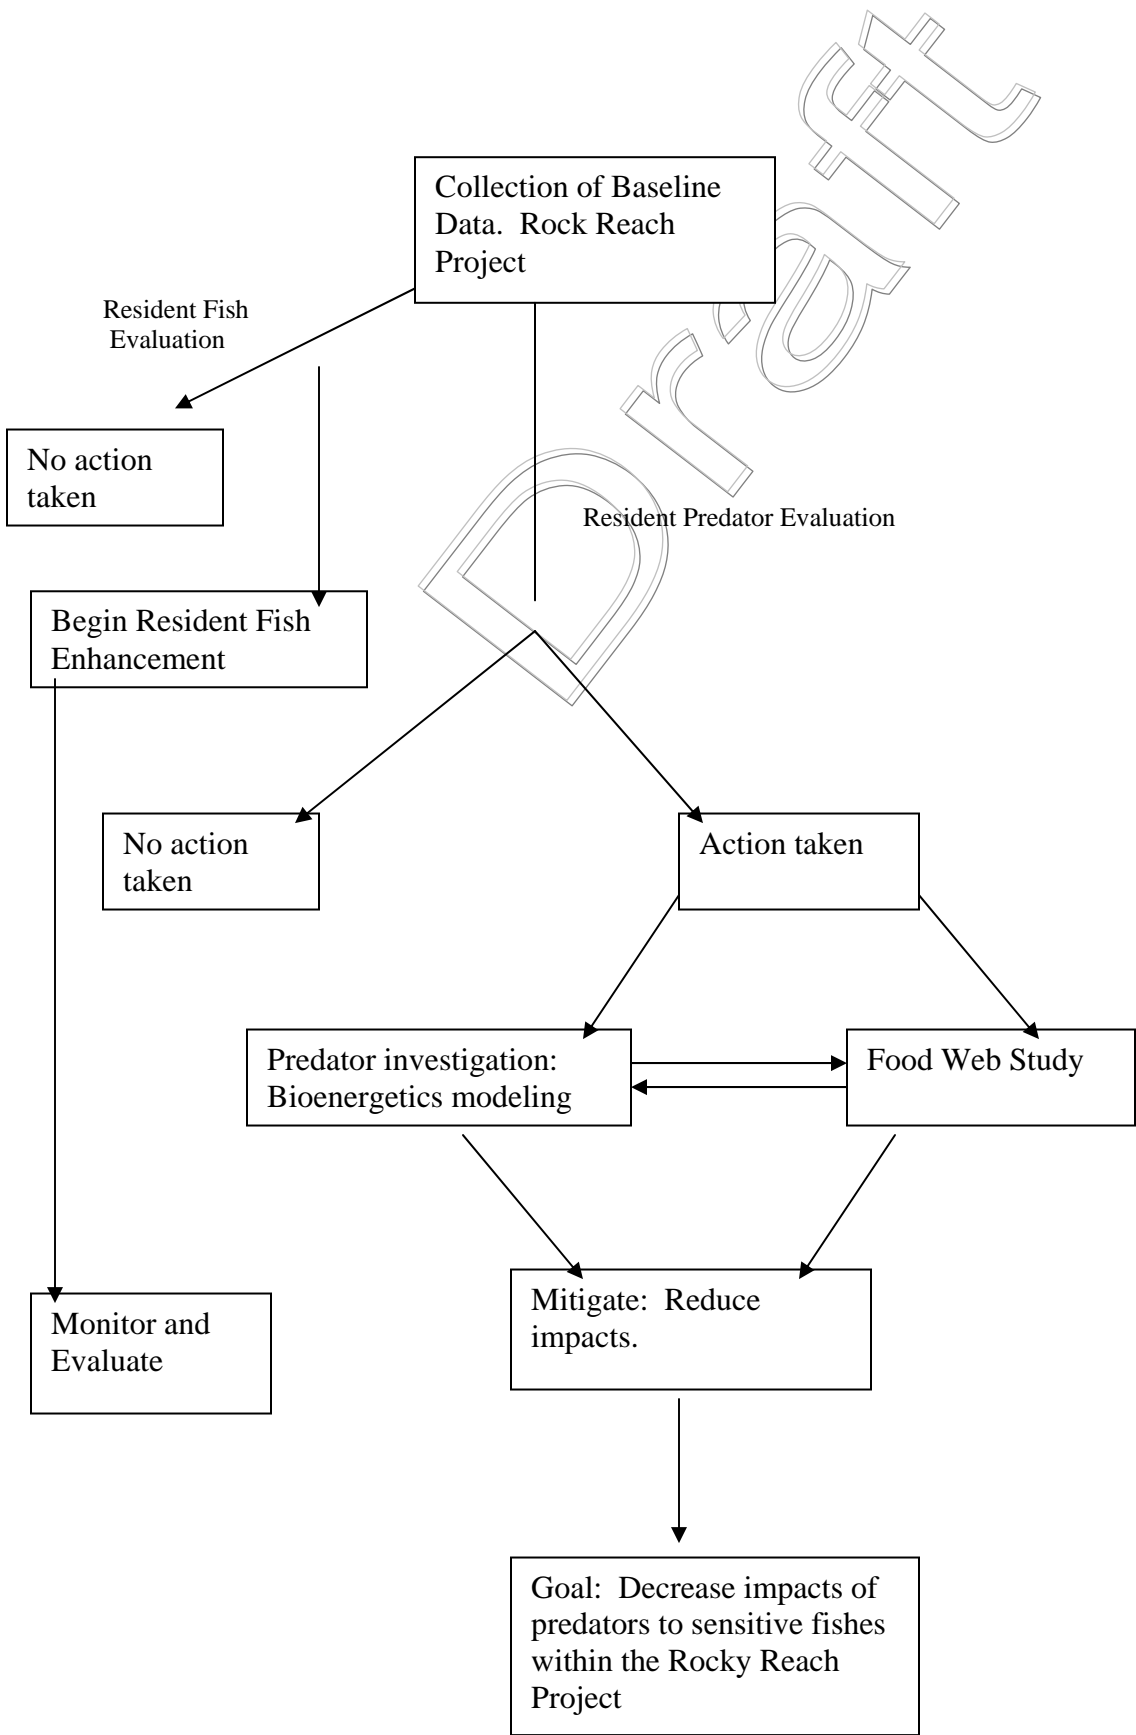 Draft
Collection of Baseline
Data.  Rock Reach
Project
Resident Fish
Evaluation
No action
taken
Resident Predator Evaluation
Begin Resident Fish
Enhancement
No action
taken
Action taken
Predator investigation:
Bioenergetics modeling
Food Web Study
Mitigate:  Reduce
impacts.
Monitor and
Evaluate
Goal:  Decrease impacts of
predators to sensitive fishes
within the Rocky Reach
Project